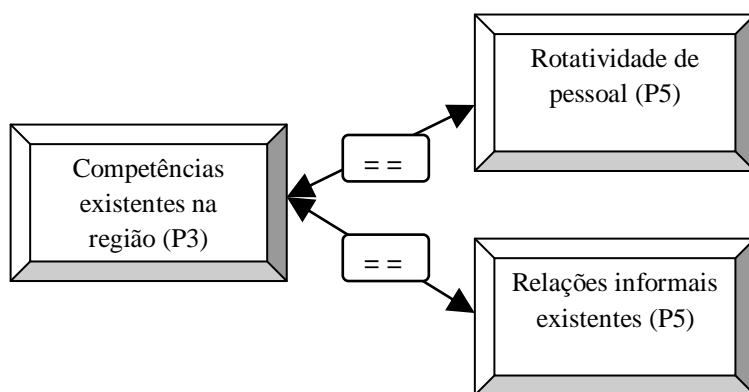 Rotatividade de
pessoal (P5)
= =
Competências
existentes na
região (P3)
= =
Relações informais
existentes (P5)